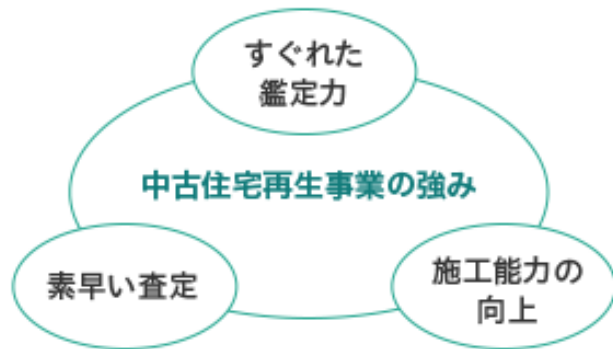 すぐれた
鑑定力
中古住宅再生事業の強み
素早い査定
施工能力の
向上